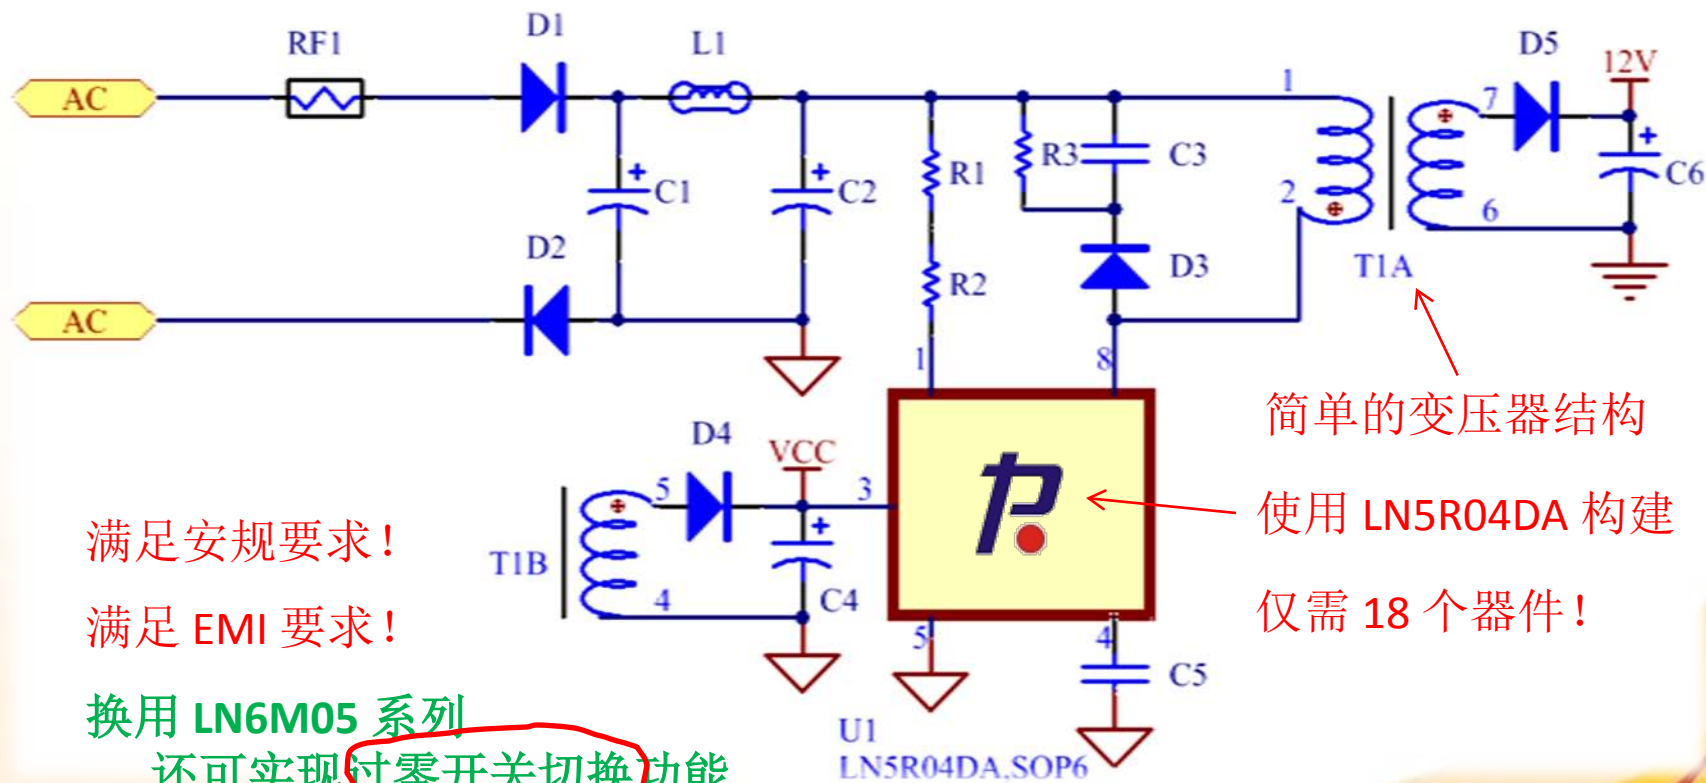 RF1
D1
L1
D5
12V
AC
1
7
R1
R3
C3
C1
C2
2
6
C6
D2
R2
D3
T1A
AC
1
8
简单的变压器结构
D4
VCC
5
3
使用 LN5R04DA 构建
满足安规要求！
T1B
4
C4
仅需 18 个器件！
满足 EMI 要求！
5
4
C5
换用 LN6M05 系列
U1
还可实现过零开关切换功能
LN5R04DA,SOP6